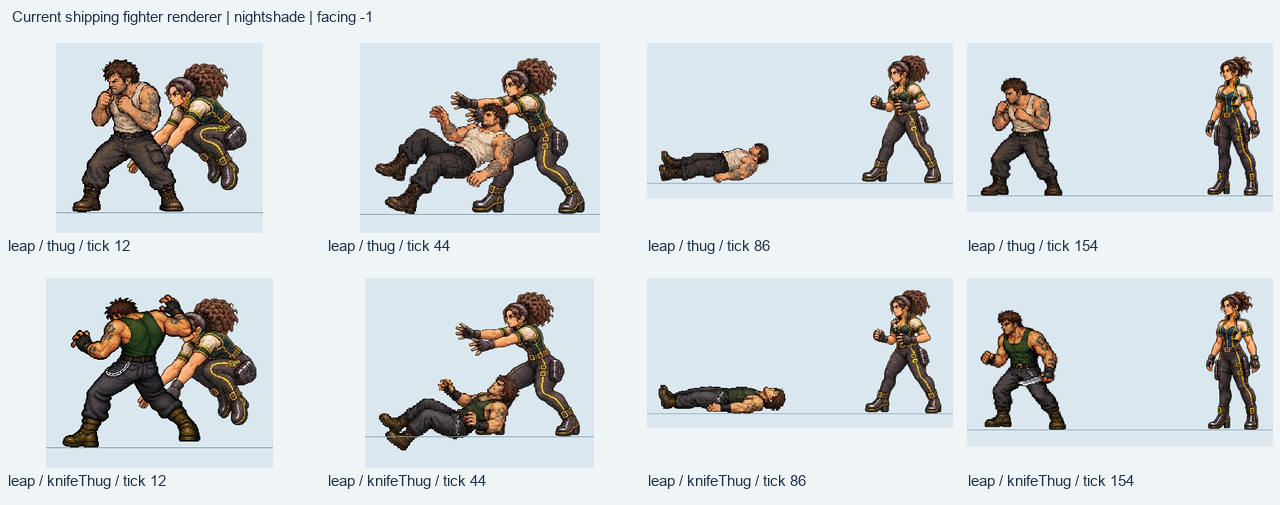 Current shipping fighter renderer | nightshade | facing -1
leap / thug / tick 12
leap / thug / tick 44
leap / thug / tick 86
leap / thug / tick 154
leap / knifeThug / tick 12
leap / knifeThug / tick 44
leap / knifeThug / tick 86
leap / knifeThug / tick 154